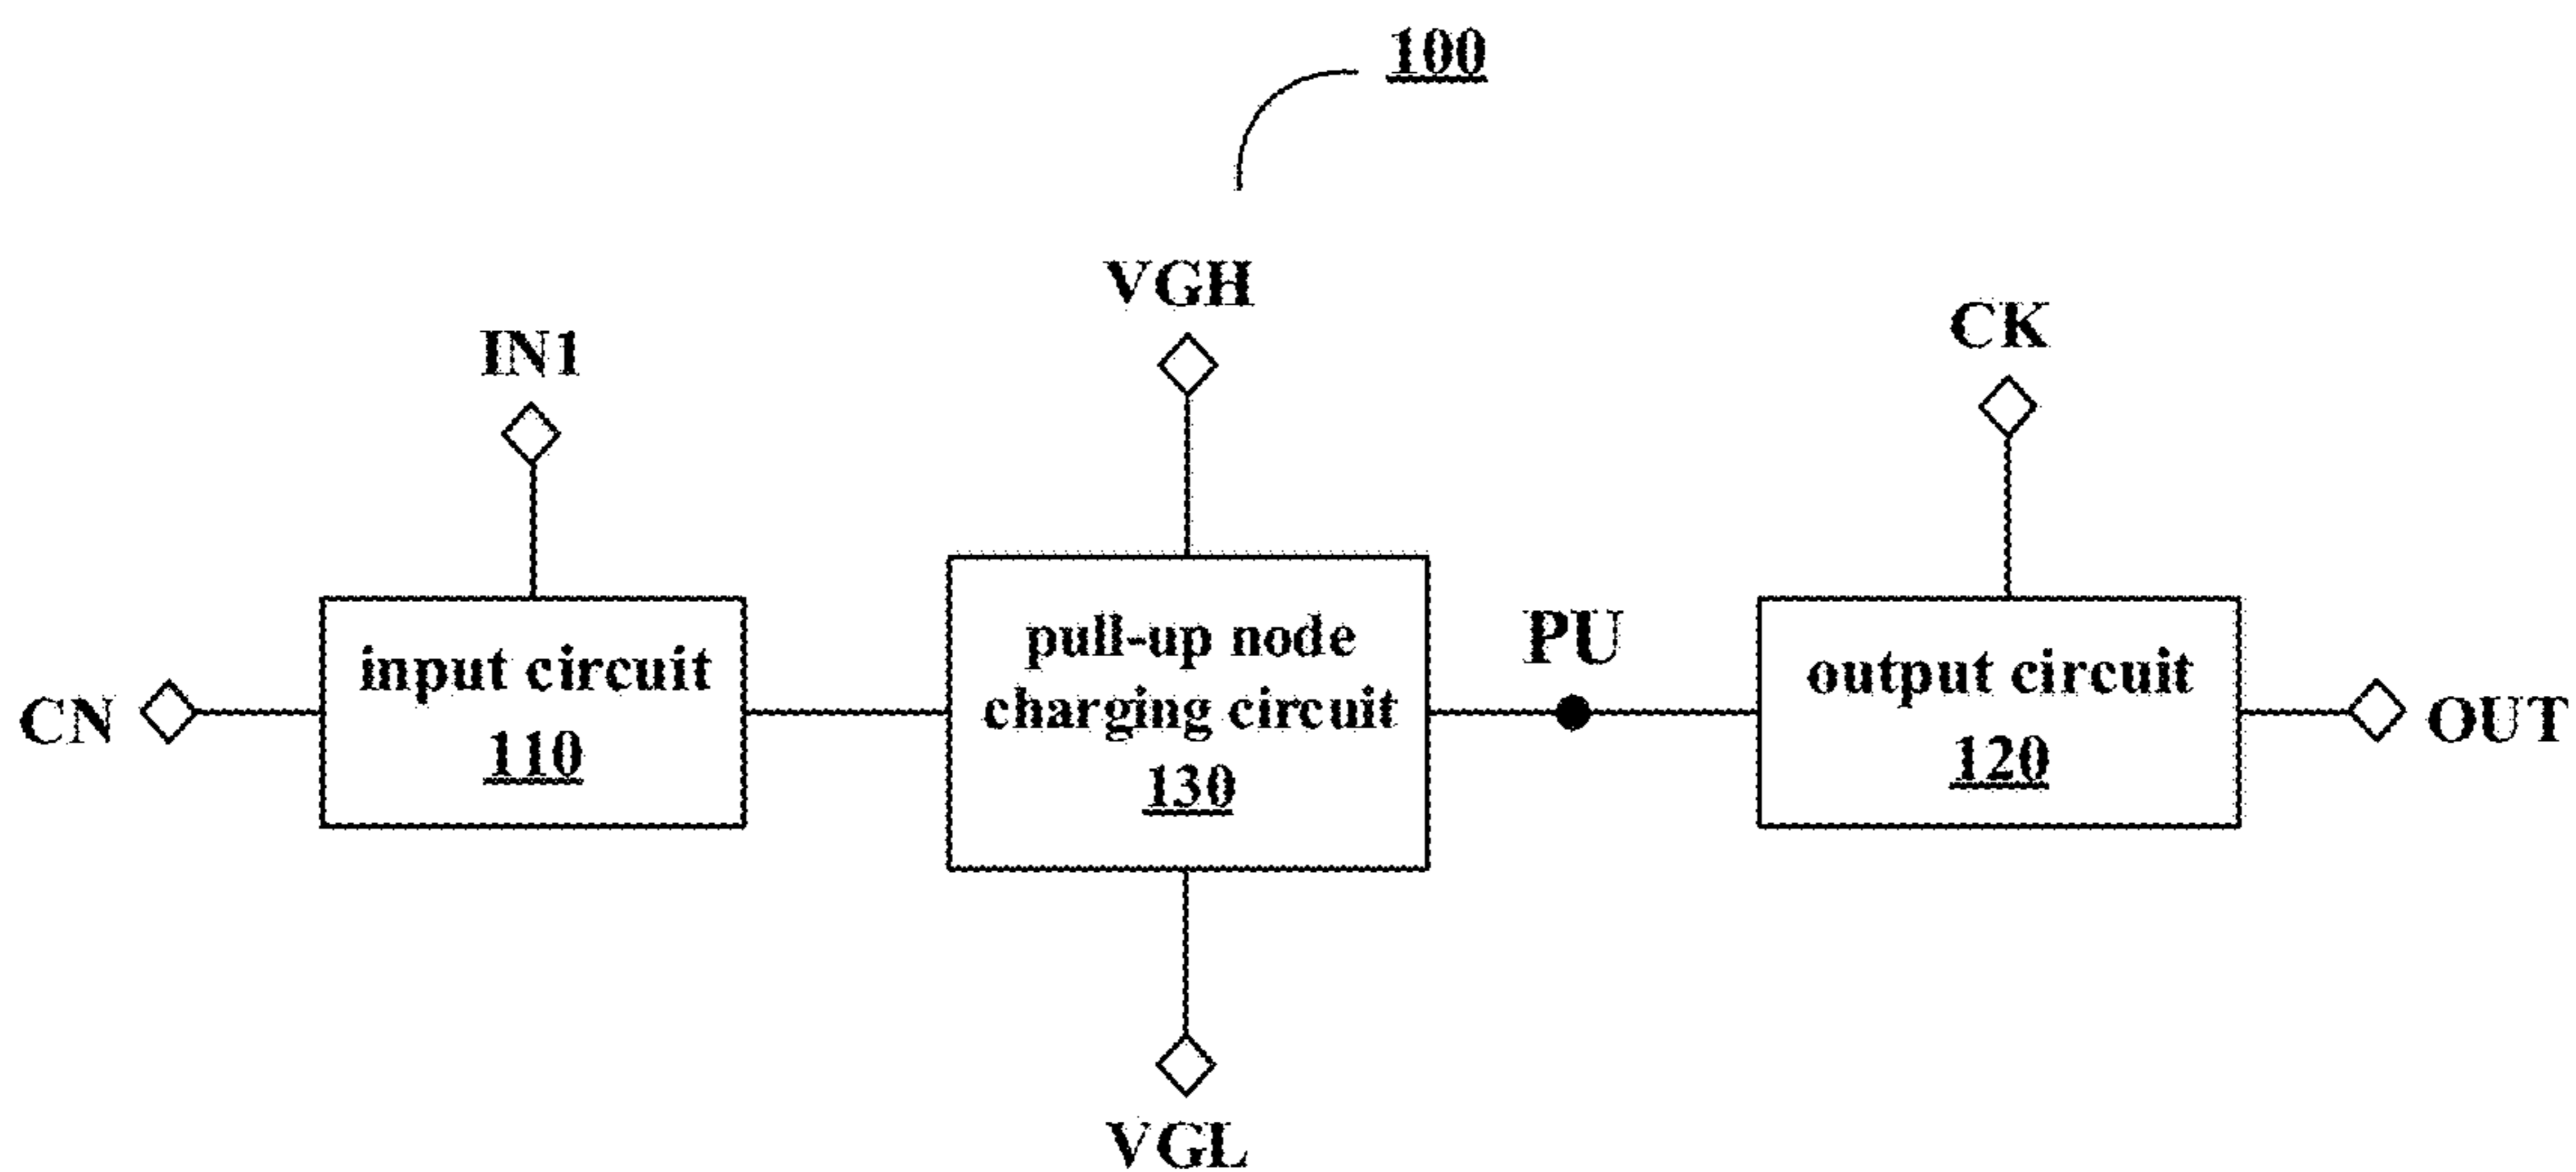 100
VGH
CK
IN1
pull-up node
charging circuit
130
PU
input circuit
110
output circuit
120
CN
OUT
VGL